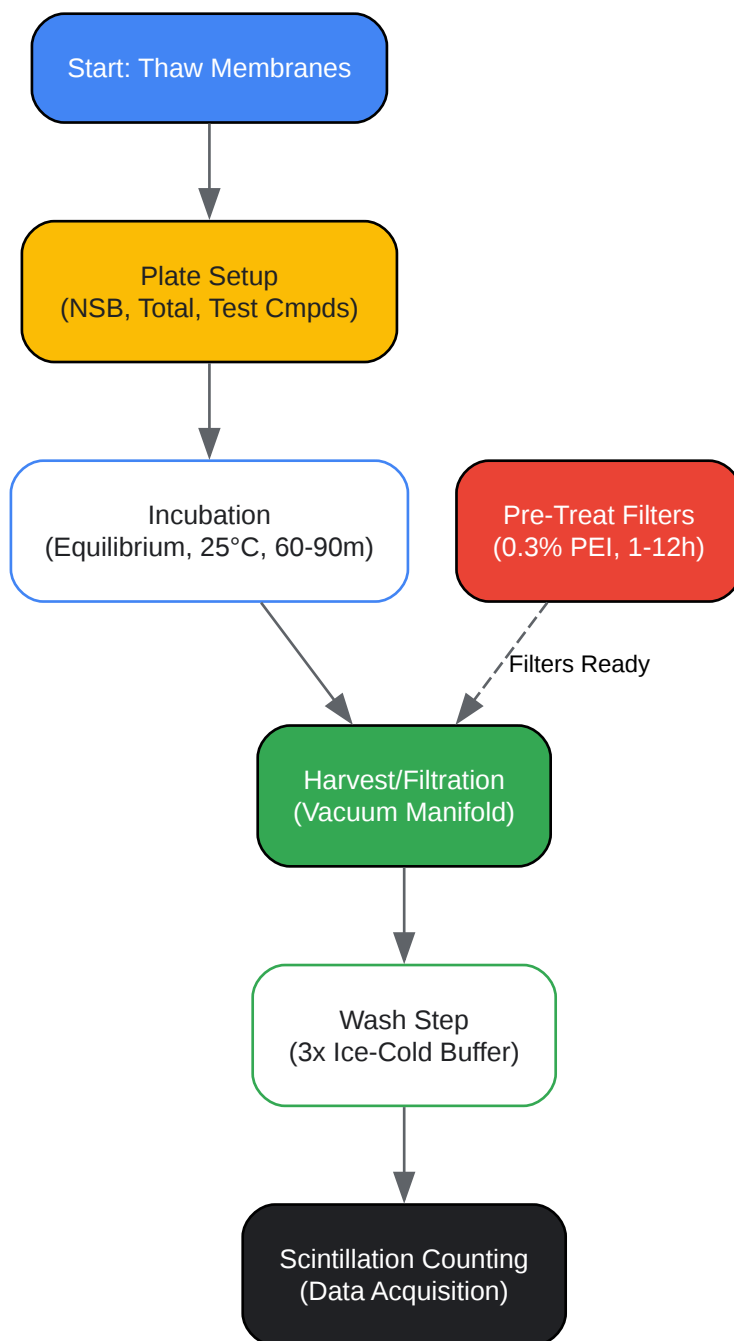 Start: Thaw Membranes
Plate Setup
(NSB, Total, Test Cmpds)
Incubation
(Equilibrium, 25°C, 60-90m)
Pre-Treat Filters
(0.3% PEI, 1-12h)
Filters Ready
Harvest/Filtration
(Vacuum Manifold)
Wash Step
(3x Ice-Cold Buffer)
Scintillation Counting
(Data Acquisition)